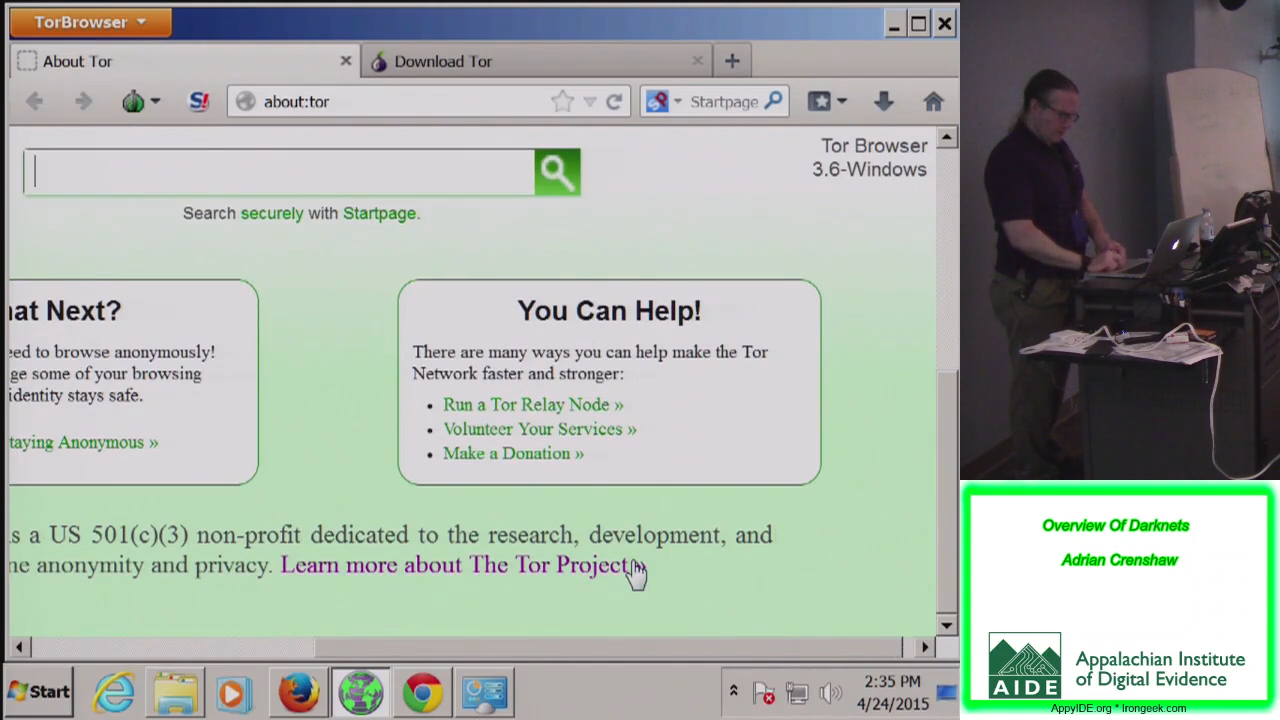 TorBrowser
About Tor
Download Tor
S!
about:tor
Startpage
Tor Browser
3.6-Windows
Search securely with Startpage.
hat Next?
eed to browse anonymously!
ge some of your browsing
identity stays safe.
taying Anonymous »
You Can Help!
There are many ways you can help make the Tor
Network faster and stronger:
Run a Tor Relay Node »
Volunteer Your Services »
Make a Donation »
s a US 501(c)(3) non-profit dedicated to the research, development, and
ne anonymity and privacy. Learn more about The Tor Project »
Start
2:35 PM
4/24/2015
Overview Of Darknets
Adrian Crenshaw
AIDE
Appalachian Institute
of Digital Evidence
AppyIDE.org * Irongeek.com